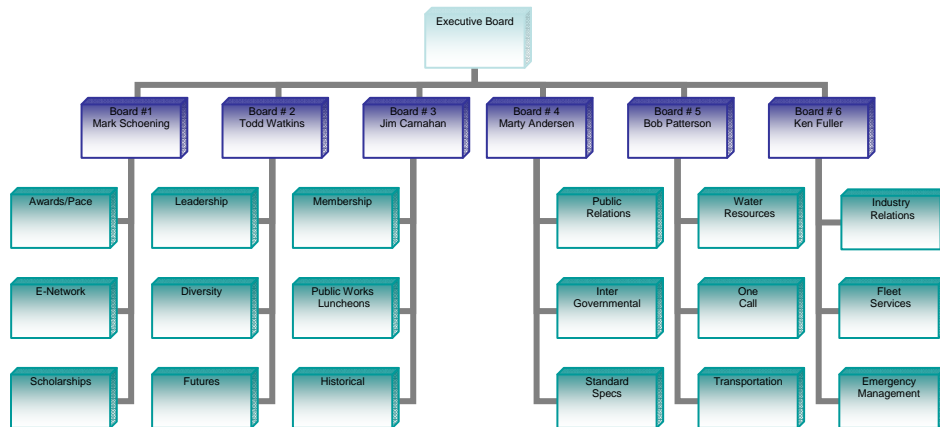 Executive Board
Board #1
Mark Schoening
Board # 2
Todd Watkins
Board # 3
Jim Carnahan
Board # 4
Marty Andersen
Board # 5
Bob Patterson
Board # 6
Ken Fuller
Awards/Pace
Leadership
Membership
Public
Relations
Water
Resources
Industry
Relations
E-Network
Diversity
Public Works
Luncheons
Inter
Governmental
One
Call
Fleet
Services
Scholarships
Futures
Historical
Standard
Specs
Transportation
Emergency
Management